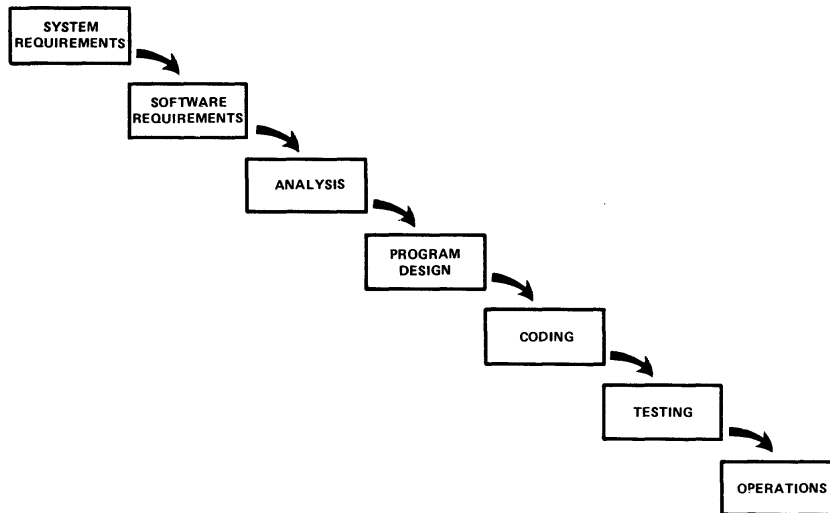 SYSTEM
REQUIREMENTS
SOFTWARE
REQUIREMENTS
ANALYSIS
PROGRAM
DESIGN
CODING
TESTING
OPERATIONS